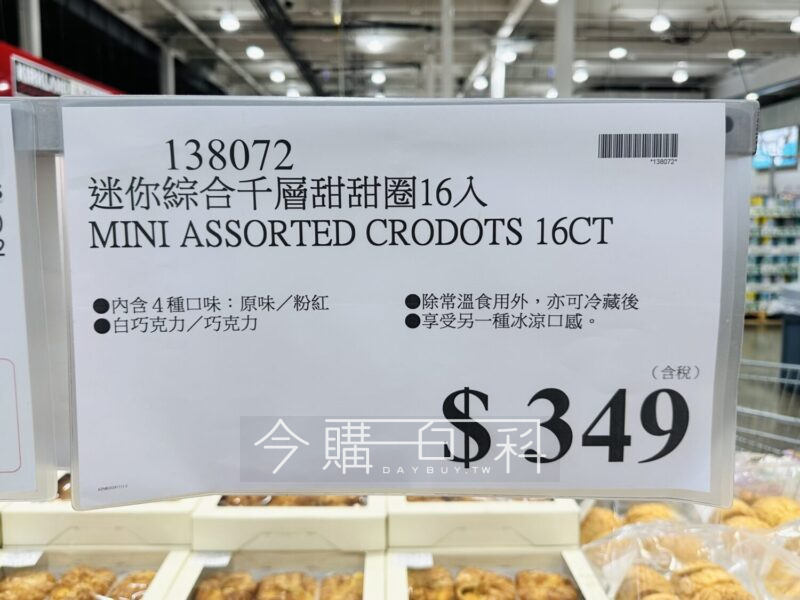 138072
*138072*
迷你綜合千層甜甜圈16入
MINI ASSORTED CRODOTS 16CT
●內含4種口味：原味／粉紅
●白巧克力／巧克力
●除常溫食用外，亦可冷藏後
●享受另一種冰涼口感。
（含稅）
$ 349
今購百科
DAYBUY.TW